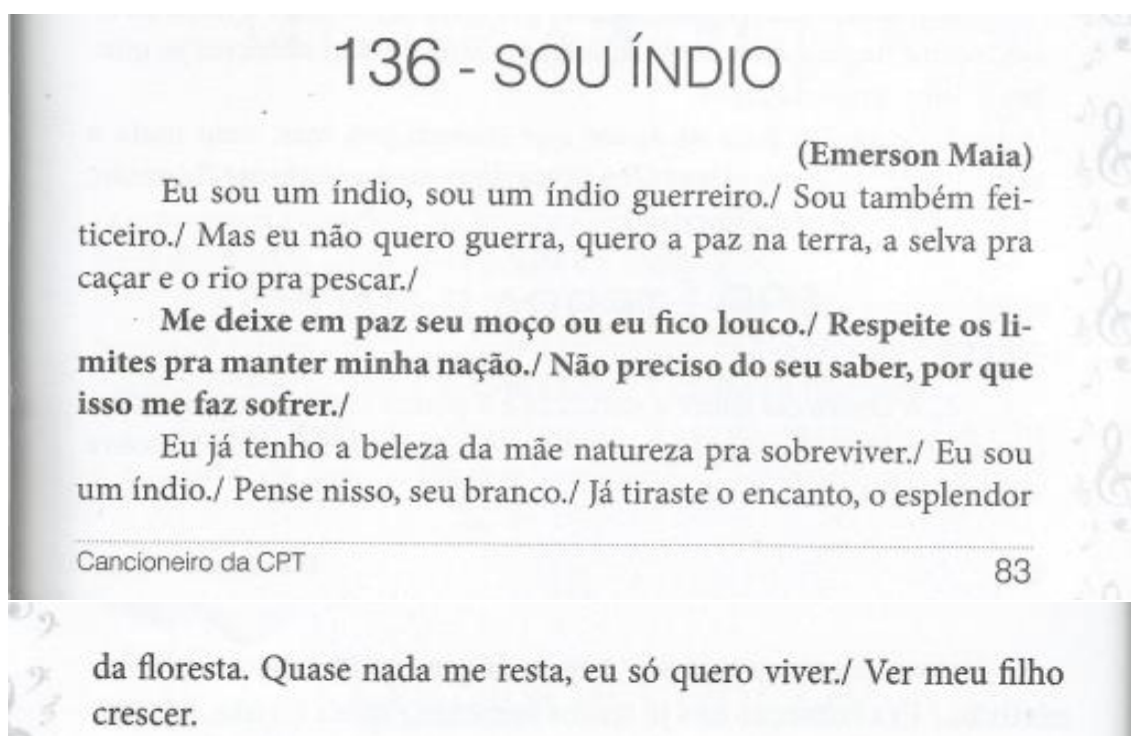 136 - SOU ÍNDIO
(Emerson Maia)
Eu sou um índio, sou um índio guerreiro./ Sou também fei-
ticeiro./ Mas eu não quero guerra, quero a paz na terra, a selva pra
caçar e o rio pra pescar./
Me deixe em paz seu moço ou eu fico louco./ Respeite os li-
mites pra manter minha nação./ Não preciso do seu saber, por que
isso me faz sofrer./
Eu já tenho a beleza da mãe natureza pra sobreviver./ Eu sou
um índio./ Pense nisso, seu branco./ Já tiraste o encanto, o esplendor
Cancioneiro da CPT 83
da floresta. Quase nada me resta, eu só quero viver./ Ver meu filho
crescer.